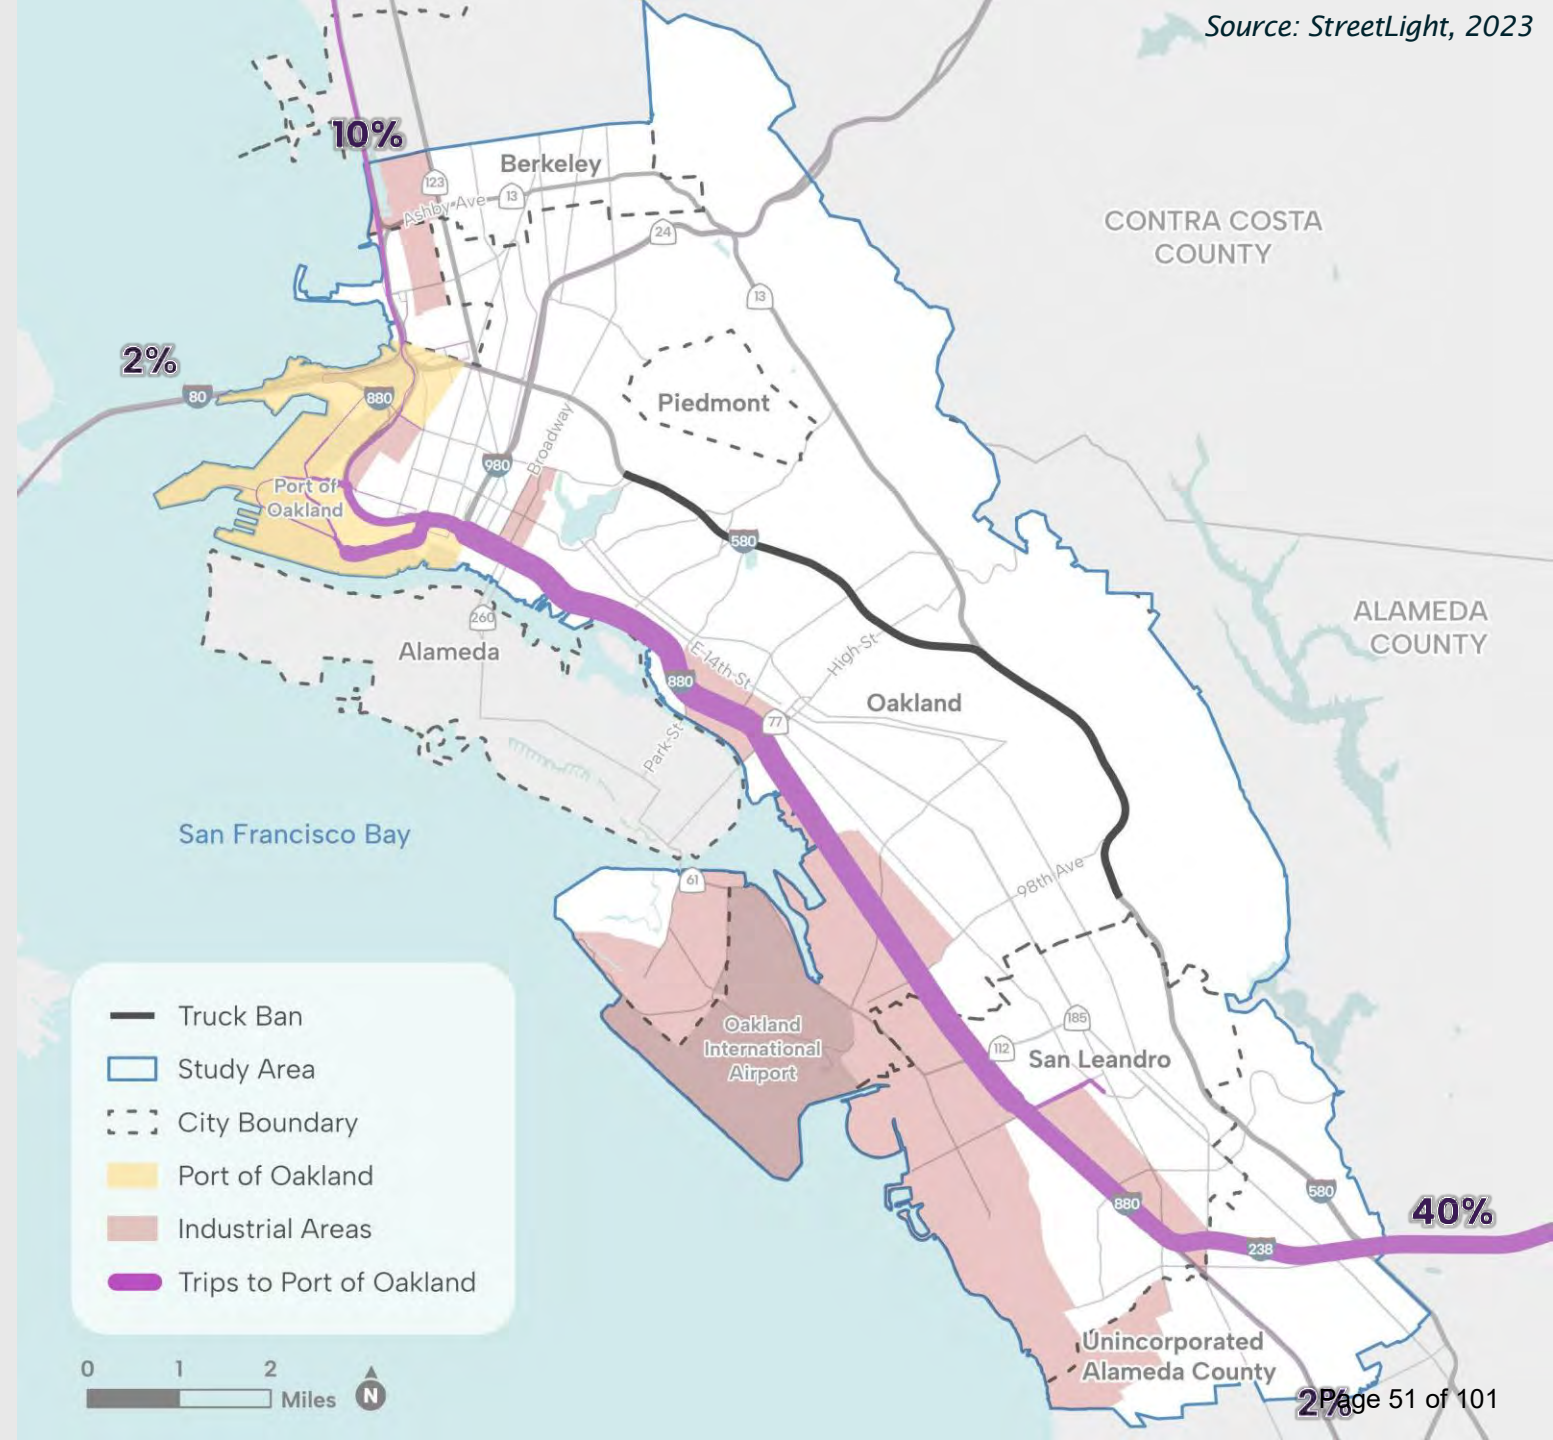 Source: StreetLight, 2023
10%
Berkeley
123
13
Ashby Ave
24
CONTRA COSTA
COUNTY
13
2%
80
880
Piedmont
Broadway
980
Port of
Oakland
580
260
Alameda
E 14th St
High St
ALAMEDA
COUNTY
880
Oakland
77
Park St
San Francisco Bay
61
98th Ave
Oakland
International
Airport
185
112
San Leandro
Truck Ban
Study Area
City Boundary
Port of Oakland
Industrial Areas
Trips to Port of Oakland
880
580
40%
238
Unincorporated
Alameda County
0 1 2
Miles
N
2%
Page 51 of 101